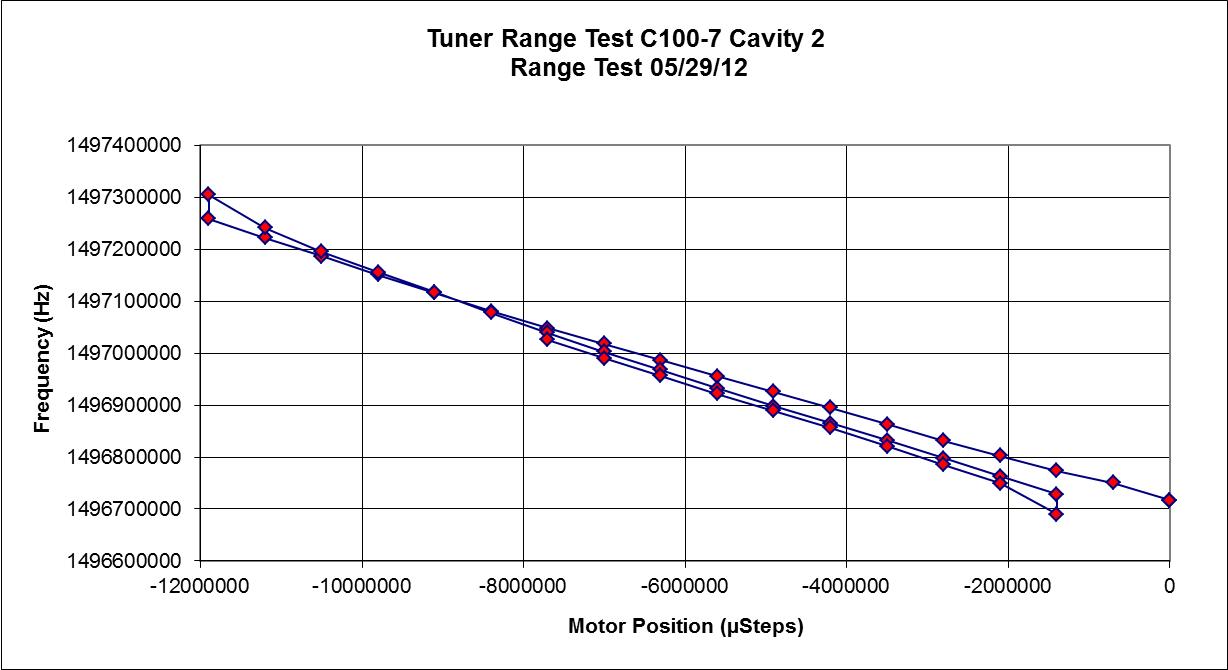 Tuner Range Test C100-7 Cavity 2
Range Test 05/29/12
1497400000
1497300000
1497200000
1497100000
1497000000
1496900000
1496800000
1496700000
1496600000
Frequency (Hz)
-12000000 -10000000 -8000000 -6000000 -4000000 -2000000 0
Motor Position (µSteps)